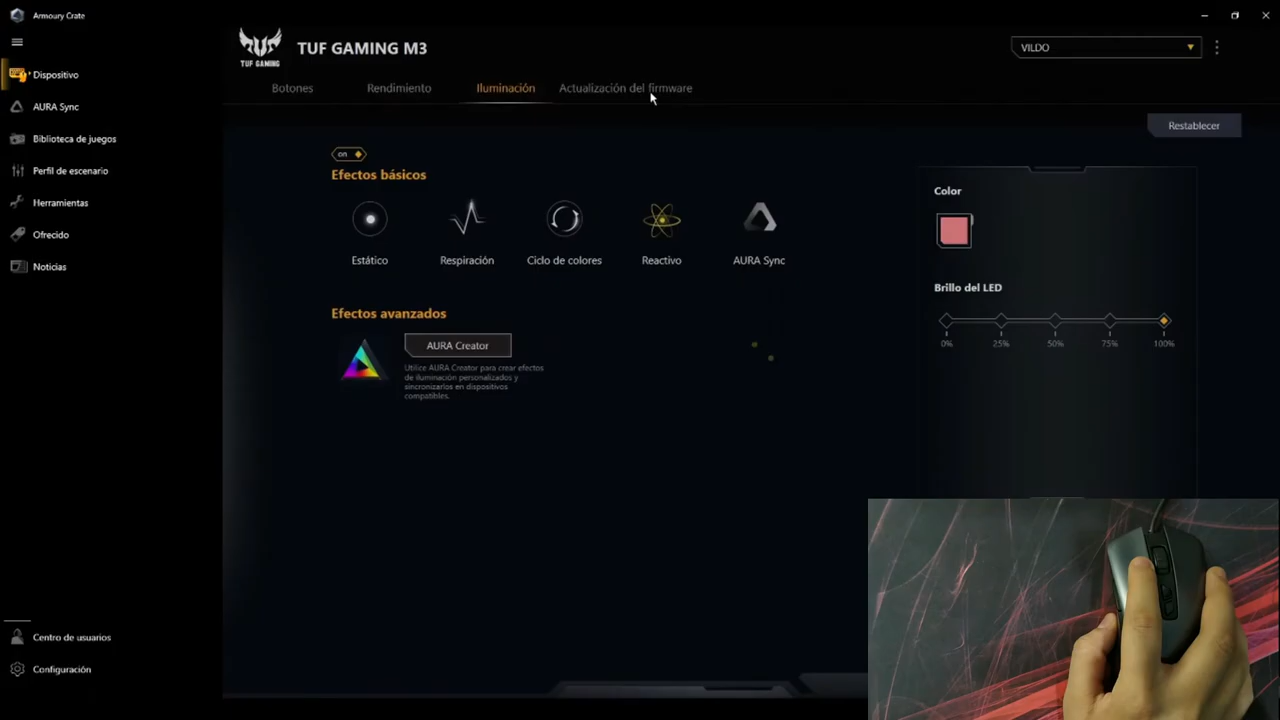 Armoury Crate
Dispositivo
AURA Sync
Biblioteca de juegos
Perfil de escenario
Herramientas
Ofrecido
Noticias
Centro de usuarios
Configuración
TUF GAMING
TUF GAMING M3
VILDO
Botones
Rendimiento
Iluminación
Actualización del firmware
Restablecer
on
Efectos básicos
Estático
Respiración
Ciclo de colores
Reactivo
AURA Sync
Efectos avanzados
AURA Creator
Utilice AURA Creator para crear efectos
de iluminación personalizados y
sincronizarlos en dispositivos
compatibles.
Color
Brillo del LED
0% 25% 50% 75% 100%